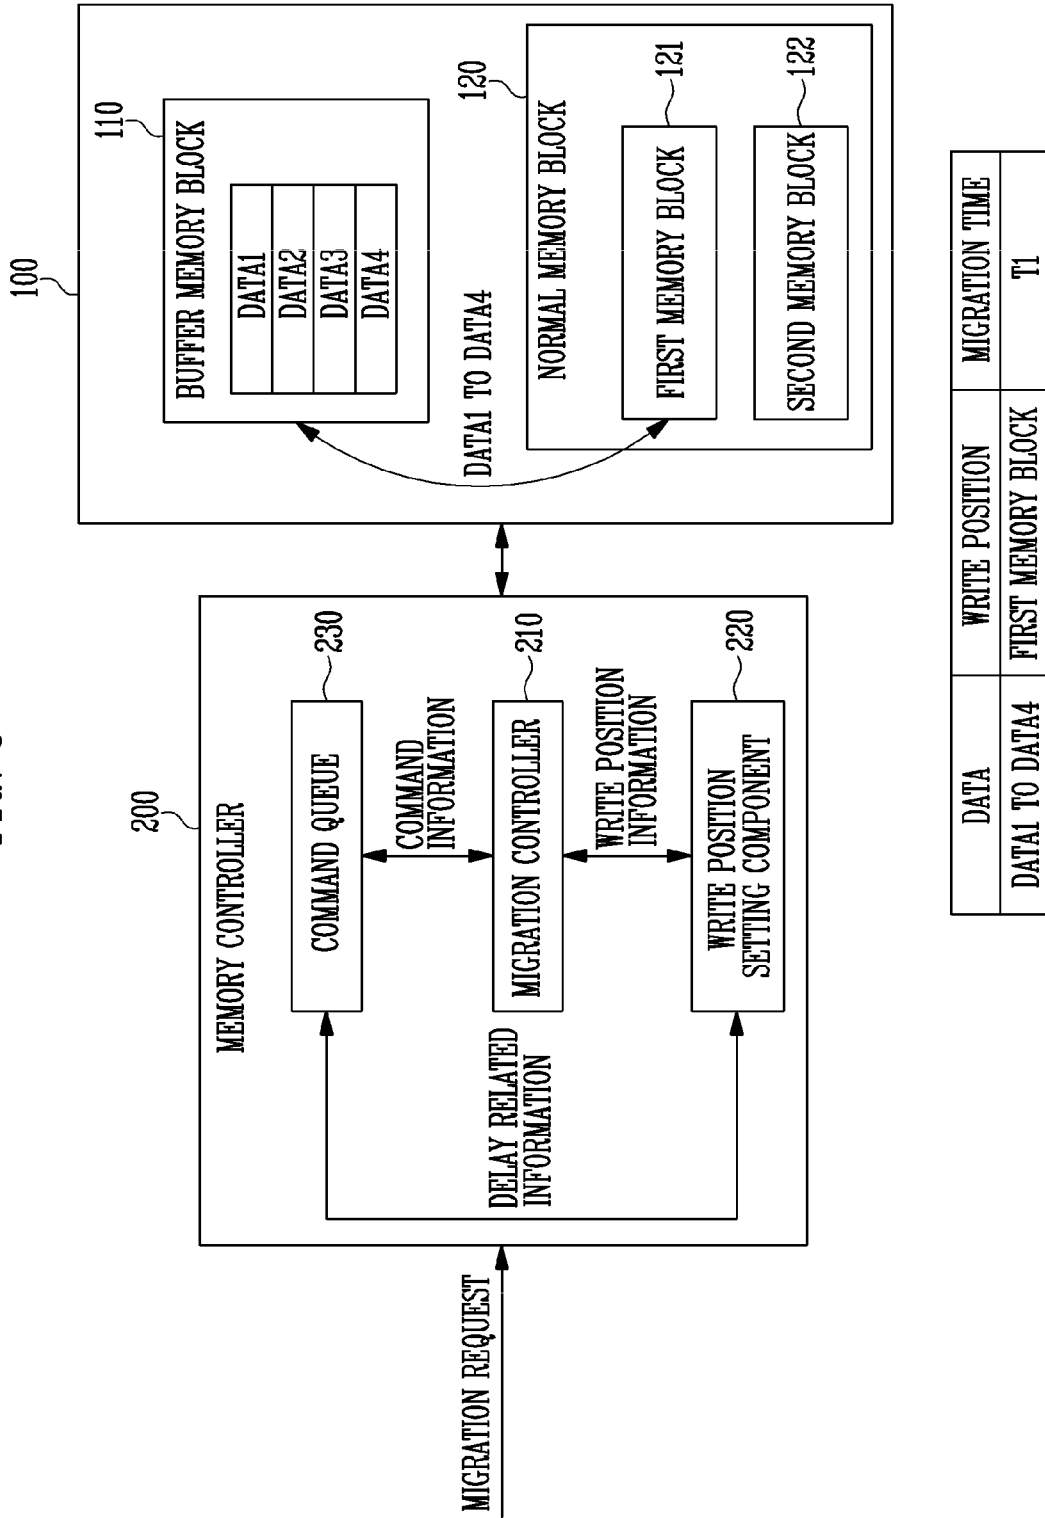 200
100
MEMORY CONTROLLER
230
COMMAND QUEUE
COMMAND
INFORMATION
210
MIGRATION CONTROLLER
WRITE POSITION
INFORMATION
220
WRITE POSITION
SETTING COMPONENT
DELAY RELATED
INFORMATION
MIGRATION REQUEST
110
BUFFER MEMORY BLOCK
DATA1
DATA2
DATA3
DATA4
DATA1 TO DATA4
120
NORMAL MEMORY BLOCK
121
FIRST MEMORY BLOCK
122
SECOND MEMORY BLOCK
DATA WRITE POSITION MIGRATION TIME
DATA1 TO DATA4 FIRST MEMORY BLOCK T1